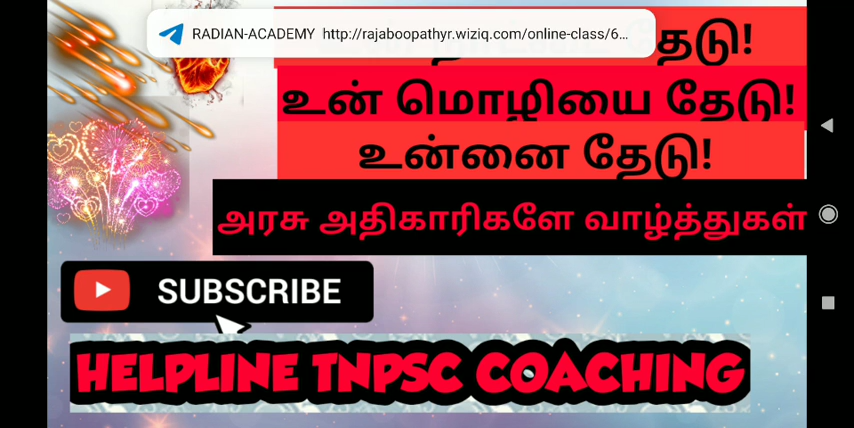 RADIAN-ACADEMY http://rajaboopathyr.wiziq.com/online-class/6...
தேடு!
உன் மொழியை தேடு!
உன்னை தேடு!
அரசு அதிகாரிகளே வாழ்த்துகள்
SUBSCRIBE
HELPLINE TNPSC COACHING